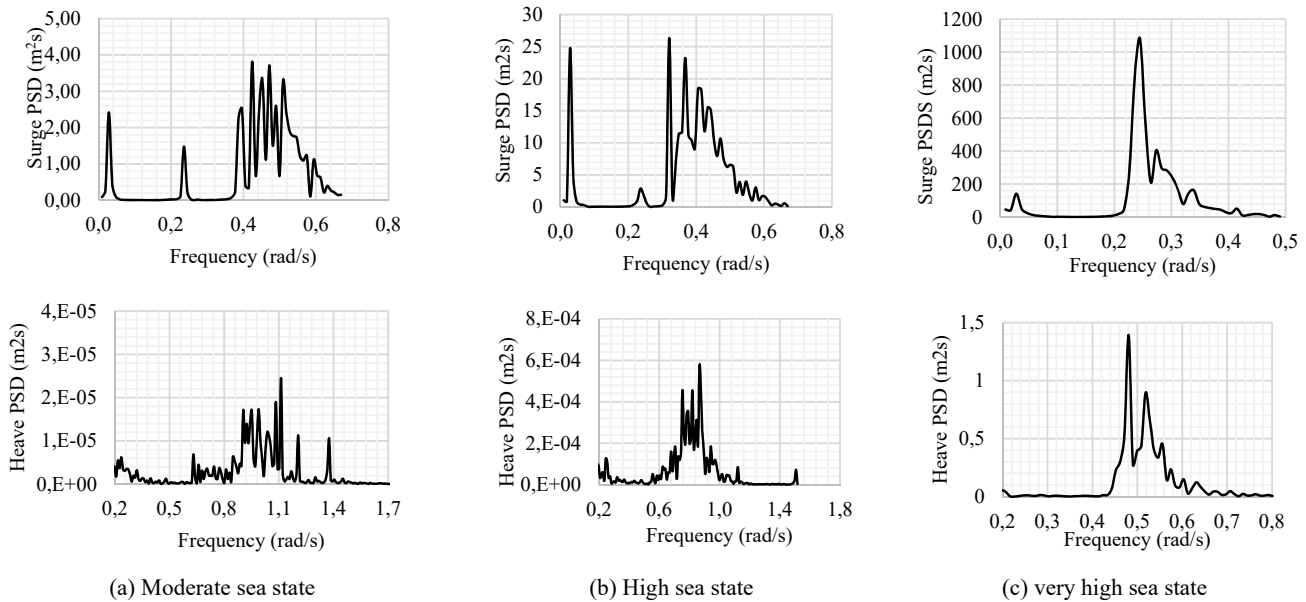 Surge PSD (m²s)
5,00
4,00
3,00
2,00
1,00
0,00
0,0 0,2 0,4 0,6 0,8
Frequency (rad/s)
Surge PSD (m2s)
30
25
20
15
10
5
0
0,0 0,2 0,4 0,6 0,8
Frequency (rad/s)
Surge PSDS (m2s)
1200
1000
800
600
400
200
0
0,0 0,1 0,2 0,3 0,4 0,5
Frequency (rad/s)
Heave PSD (m2s)
4,E-05
3,E-05
2,E-05
1,E-05
0,E+00
0,2 0,5 0,8 1,1 1,4 1,7
Frequency (rad/s)
Heave PSD (m2s)
8,E-04
6,E-04
4,E-04
2,E-04
0,E+00
0,2 0,6 1,0 1,4 1,8
Frequency (rad/s)
Heave PSD (m2s)
1,5
1
0,5
0
0,2 0,3 0,4 0,5 0,6 0,7 0,8
Frequency (rad/s)
(a) Moderate sea state
(b) High sea state
(c) very high sea state